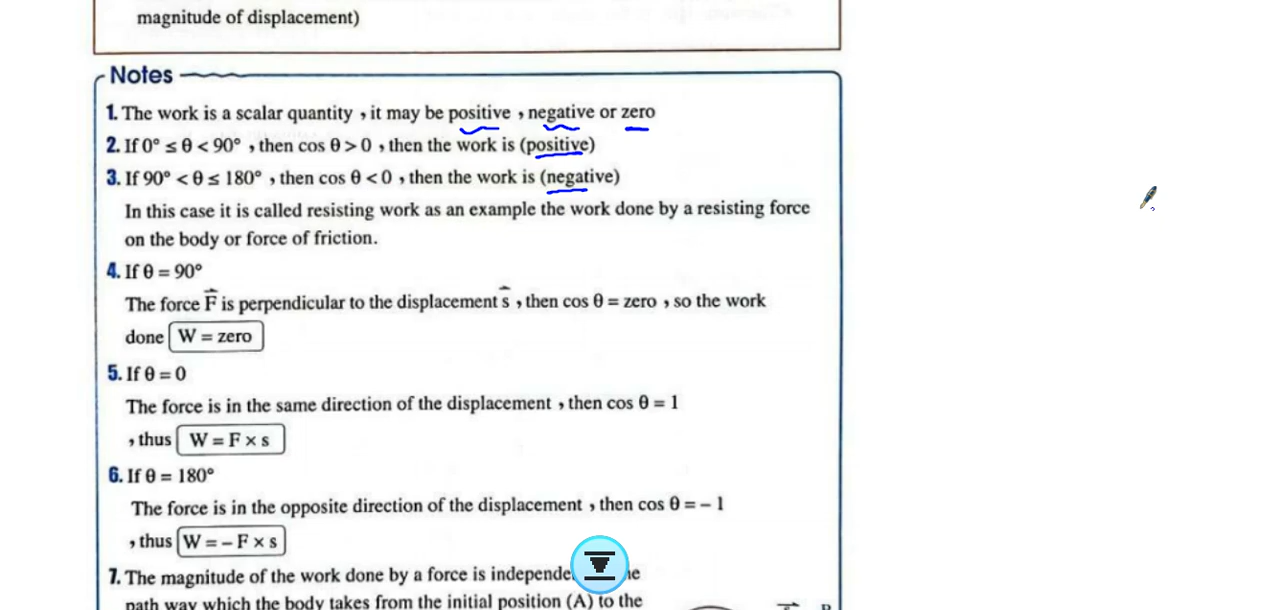 magnitude of displacement)
Notes
1. The work is a scalar quantity , it may be positive , negative or zero
2. If 0° ≤ θ < 90° , then cos θ > 0 , then the work is (positive)
3. If 90° < θ ≤ 180° , then cos θ < 0 , then the work is (negative)
In this case it is called resisting work as an example the work done by a resisting force
on the body or force of friction.
4. If θ = 90°
The force F is perpendicular to the displacement s , then cos θ = zero , so the work
done W = zero
5. If θ = 0
The force is in the same direction of the displacement , then cos θ = 1
, thus W = F × s
6. If θ = 180°
The force is in the opposite direction of the displacement , then cos θ = – 1
, thus W = – F × s
7. The magnitude of the work done by a force is
path way which the body takes from the initial position (A) to the
B